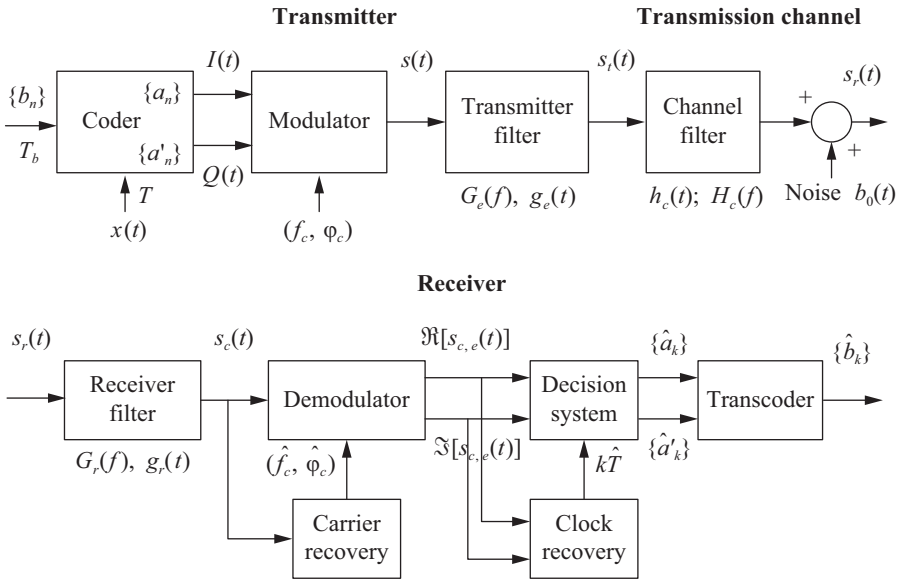 Transmitter
Transmission channel
I(t)
s(t)
s_t(t)
s_r(t)
{b_n}
T_b
Coder
{a_n}
{a'_n}
Modulator
Transmitter
filter
Channel
filter
+
+
T
Q(t)
x(t)
(f_c, φ_c)
G_e(f), g_e(t)
h_c(t); H_c(f)
Noise b_0(t)
Receiver
s_r(t)
s_c(t)
ℜ[s_{c,e}(t)]
{â_k}
{b̂_k}
Receiver
filter
Demodulator
Decision
system
Transcoder
G_r(f), g_r(t)
(f̂_c, φ̂_c)
ℑ[s_{c,e}(t)]
kT̂
{â'_k}
Carrier
recovery
Clock
recovery